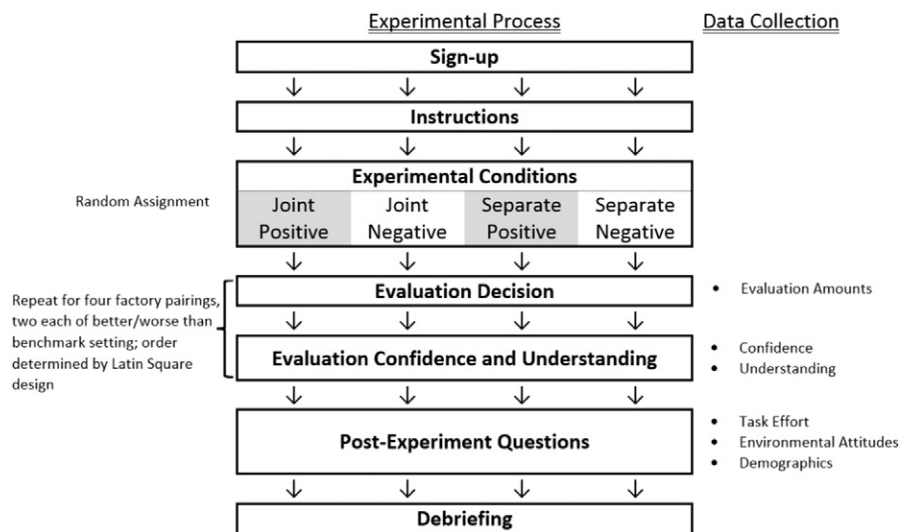 Experimental Process
Data Collection
Sign-up
Instructions
Experimental Conditions
Random Assignment
Joint Positive
Joint Negative
Separate Positive
Separate Negative
Evaluation Decision
• Evaluation Amounts
Repeat for four factory pairings,
two each of better/worse than
benchmark setting; order
determined by Latin Square
design
Evaluation Confidence and Understanding
• Confidence
• Understanding
Post-Experiment Questions
• Task Effort
• Environmental Attitudes
• Demographics
Debriefing